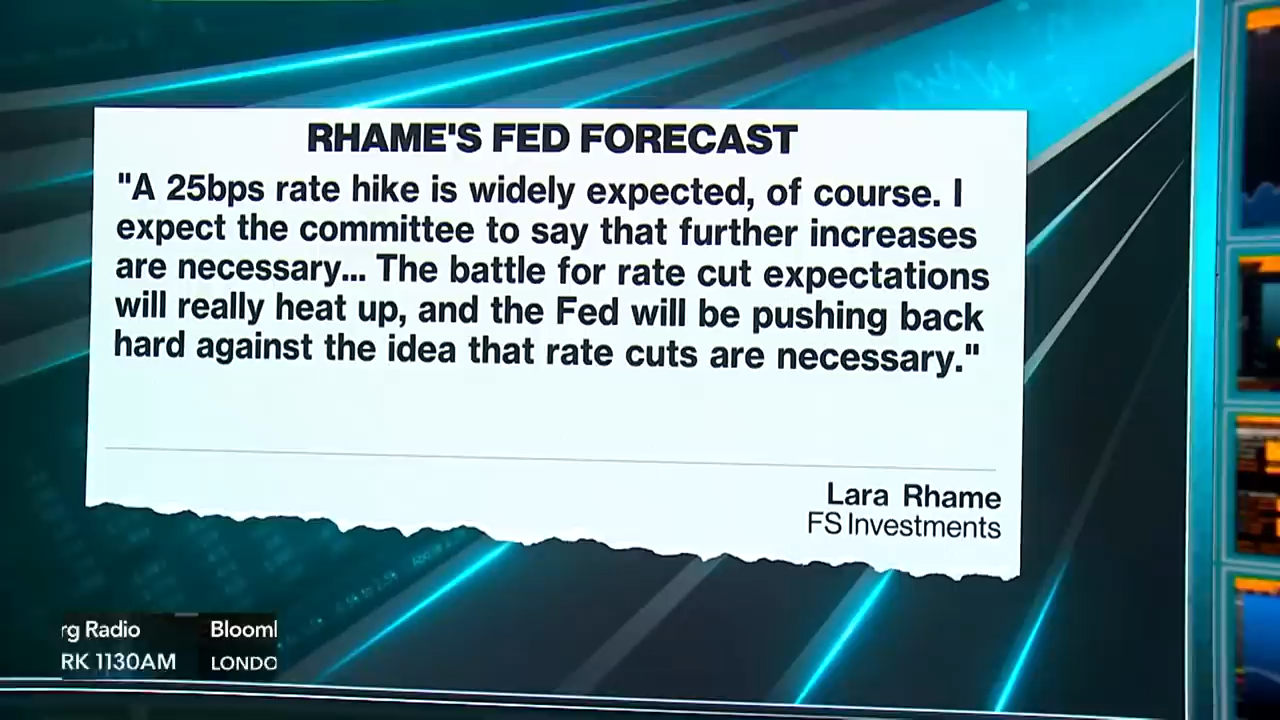 RHAME'S FED FORECAST
"A 25bps rate hike is widely expected, of course. I
expect the committee to say that further increases
are necessary... The battle for rate cut expectations
will really heat up, and the Fed will be pushing back
hard against the idea that rate cuts are necessary."
Lara Rhame
FS Investments
rg Radio Blooml
RK 1130AM LONDO